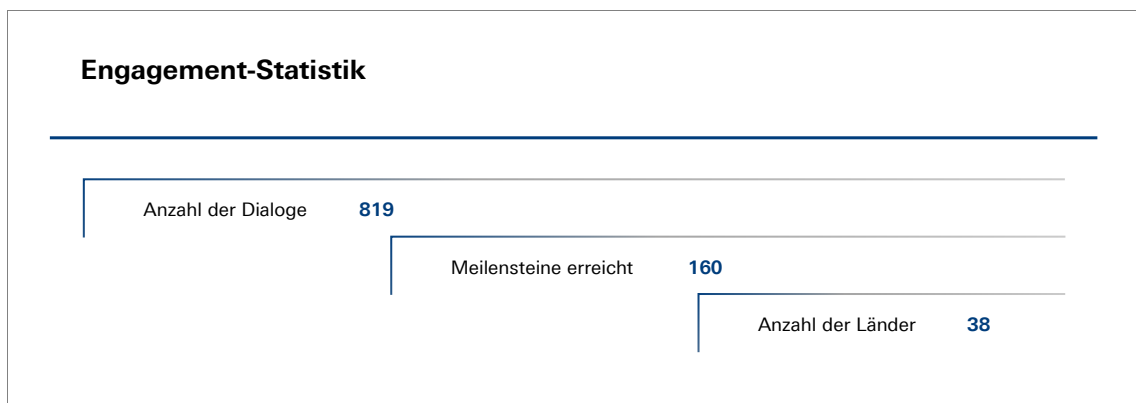 Engagement-Statistik
Anzahl der Dialoge 819
Meilensteine erreicht 160
Anzahl der Länder 38